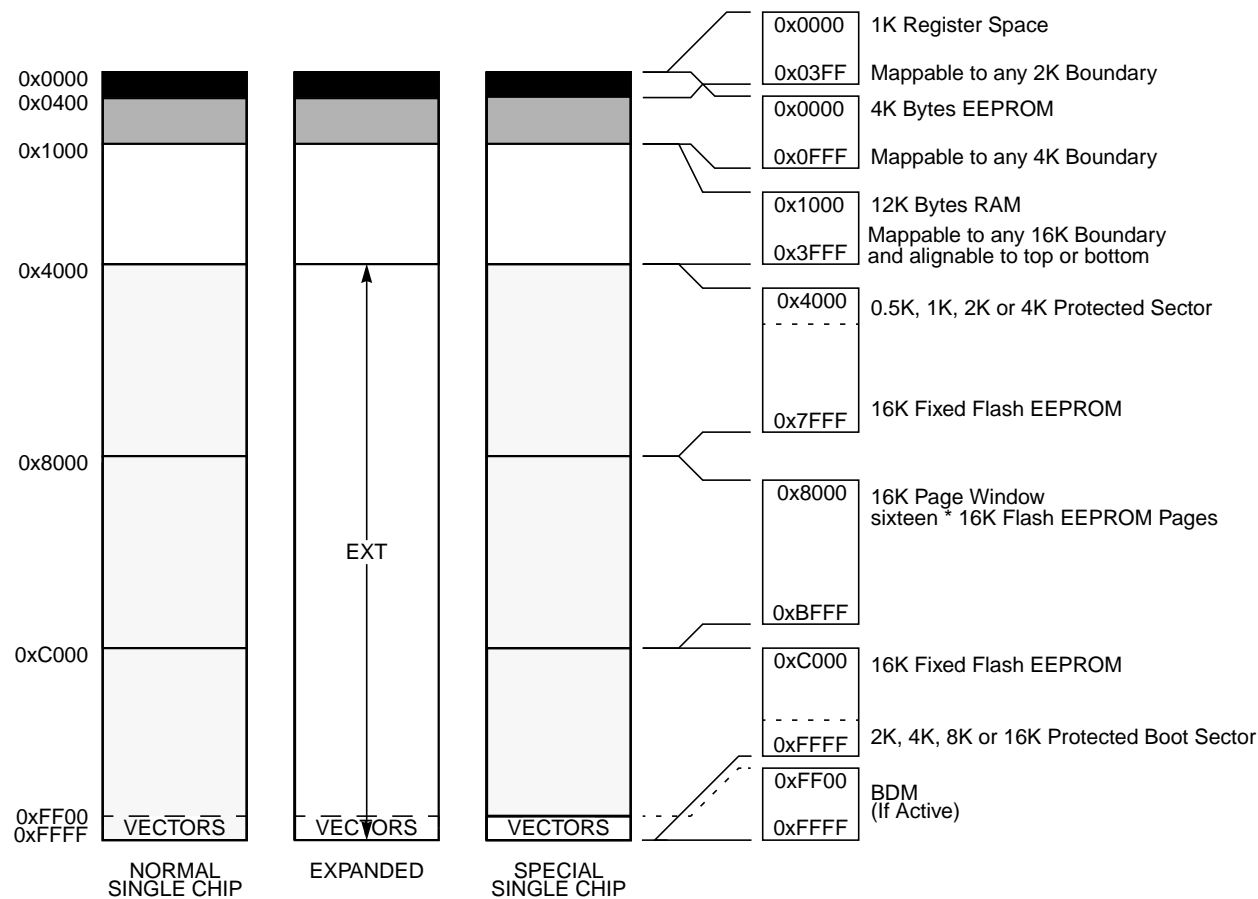 0x0000
0x0400
0x1000
0x4000
0x8000
0xC000
0xFF00
0xFFFF
VECTORS
NORMAL
SINGLE CHIP
EXT
VECTORS
EXPANDED
VECTORS
SPECIAL
SINGLE CHIP
0x0000 1K Register Space
0x03FF Mappable to any 2K Boundary
0x0000 4K Bytes EEPROM
0x0FFF Mappable to any 4K Boundary
0x1000 12K Bytes RAM
0x3FFF Mappable to any 16K Boundary
and alignable to top or bottom
0x4000 0.5K, 1K, 2K or 4K Protected Sector
0x7FFF 16K Fixed Flash EEPROM
0x8000 16K Page Window
sixteen * 16K Flash EEPROM Pages
0xBFFF
0xC000 16K Fixed Flash EEPROM
0xFFFF 2K, 4K, 8K or 16K Protected Boot Sector
0xFF00 BDM
(If Active)
0xFFFF